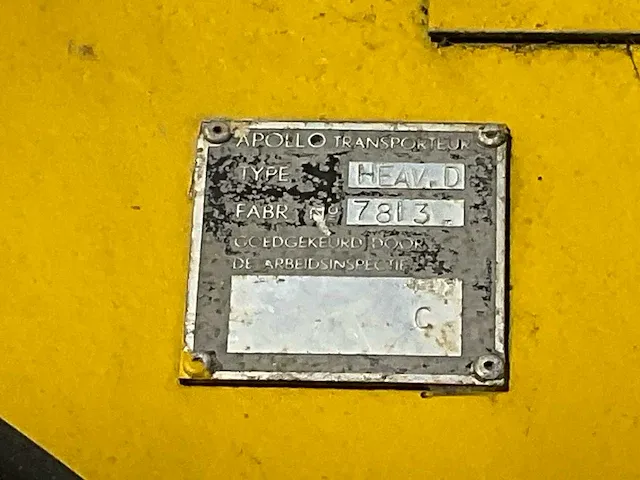 APOLLO TRANSPORTEUR
TYPE HEAV. D
FABR. No 7813.
GOEDGEKEURD DOOR
DE ARBEIDSINSPECTIE
C